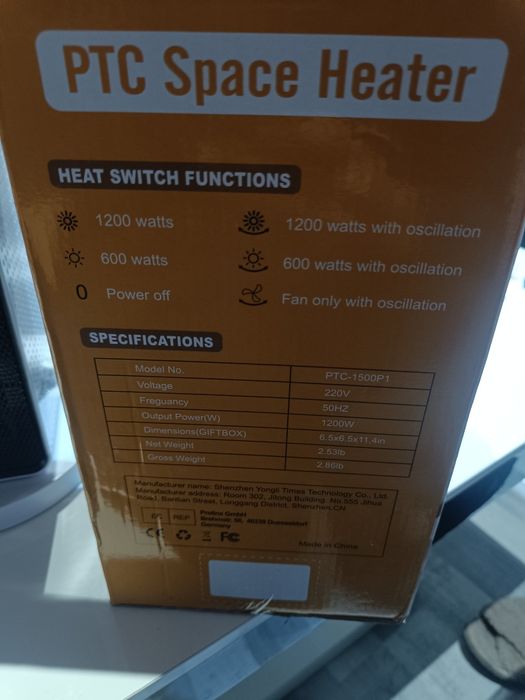 PTC Space Heater
HEAT SWITCH FUNCTIONS
1200 watts
1200 watts with oscillation
600 watts
600 watts with oscillation
0 Power off
Fan only with oscillation
SPECIFICATIONS
Model No. PTC-1500P1
Voltage 220V
Freguancy 50HZ
Output Power(W) 1200W
Dimensions(GIFTBOX) 6.5x6.5x11.4in
Net Weight 2.53lb
Gross Weight 2.86lb
Manufacturer name: Shenzhen Yongli Times Technology Co., Ltd.
Manufacturer address: Room 302, Jitong Building, No.555 Jihua
Road, Bantian Street, Longgang District, Shenzhen,CN
REP
GmbH
Germany
CE FC
Made in China